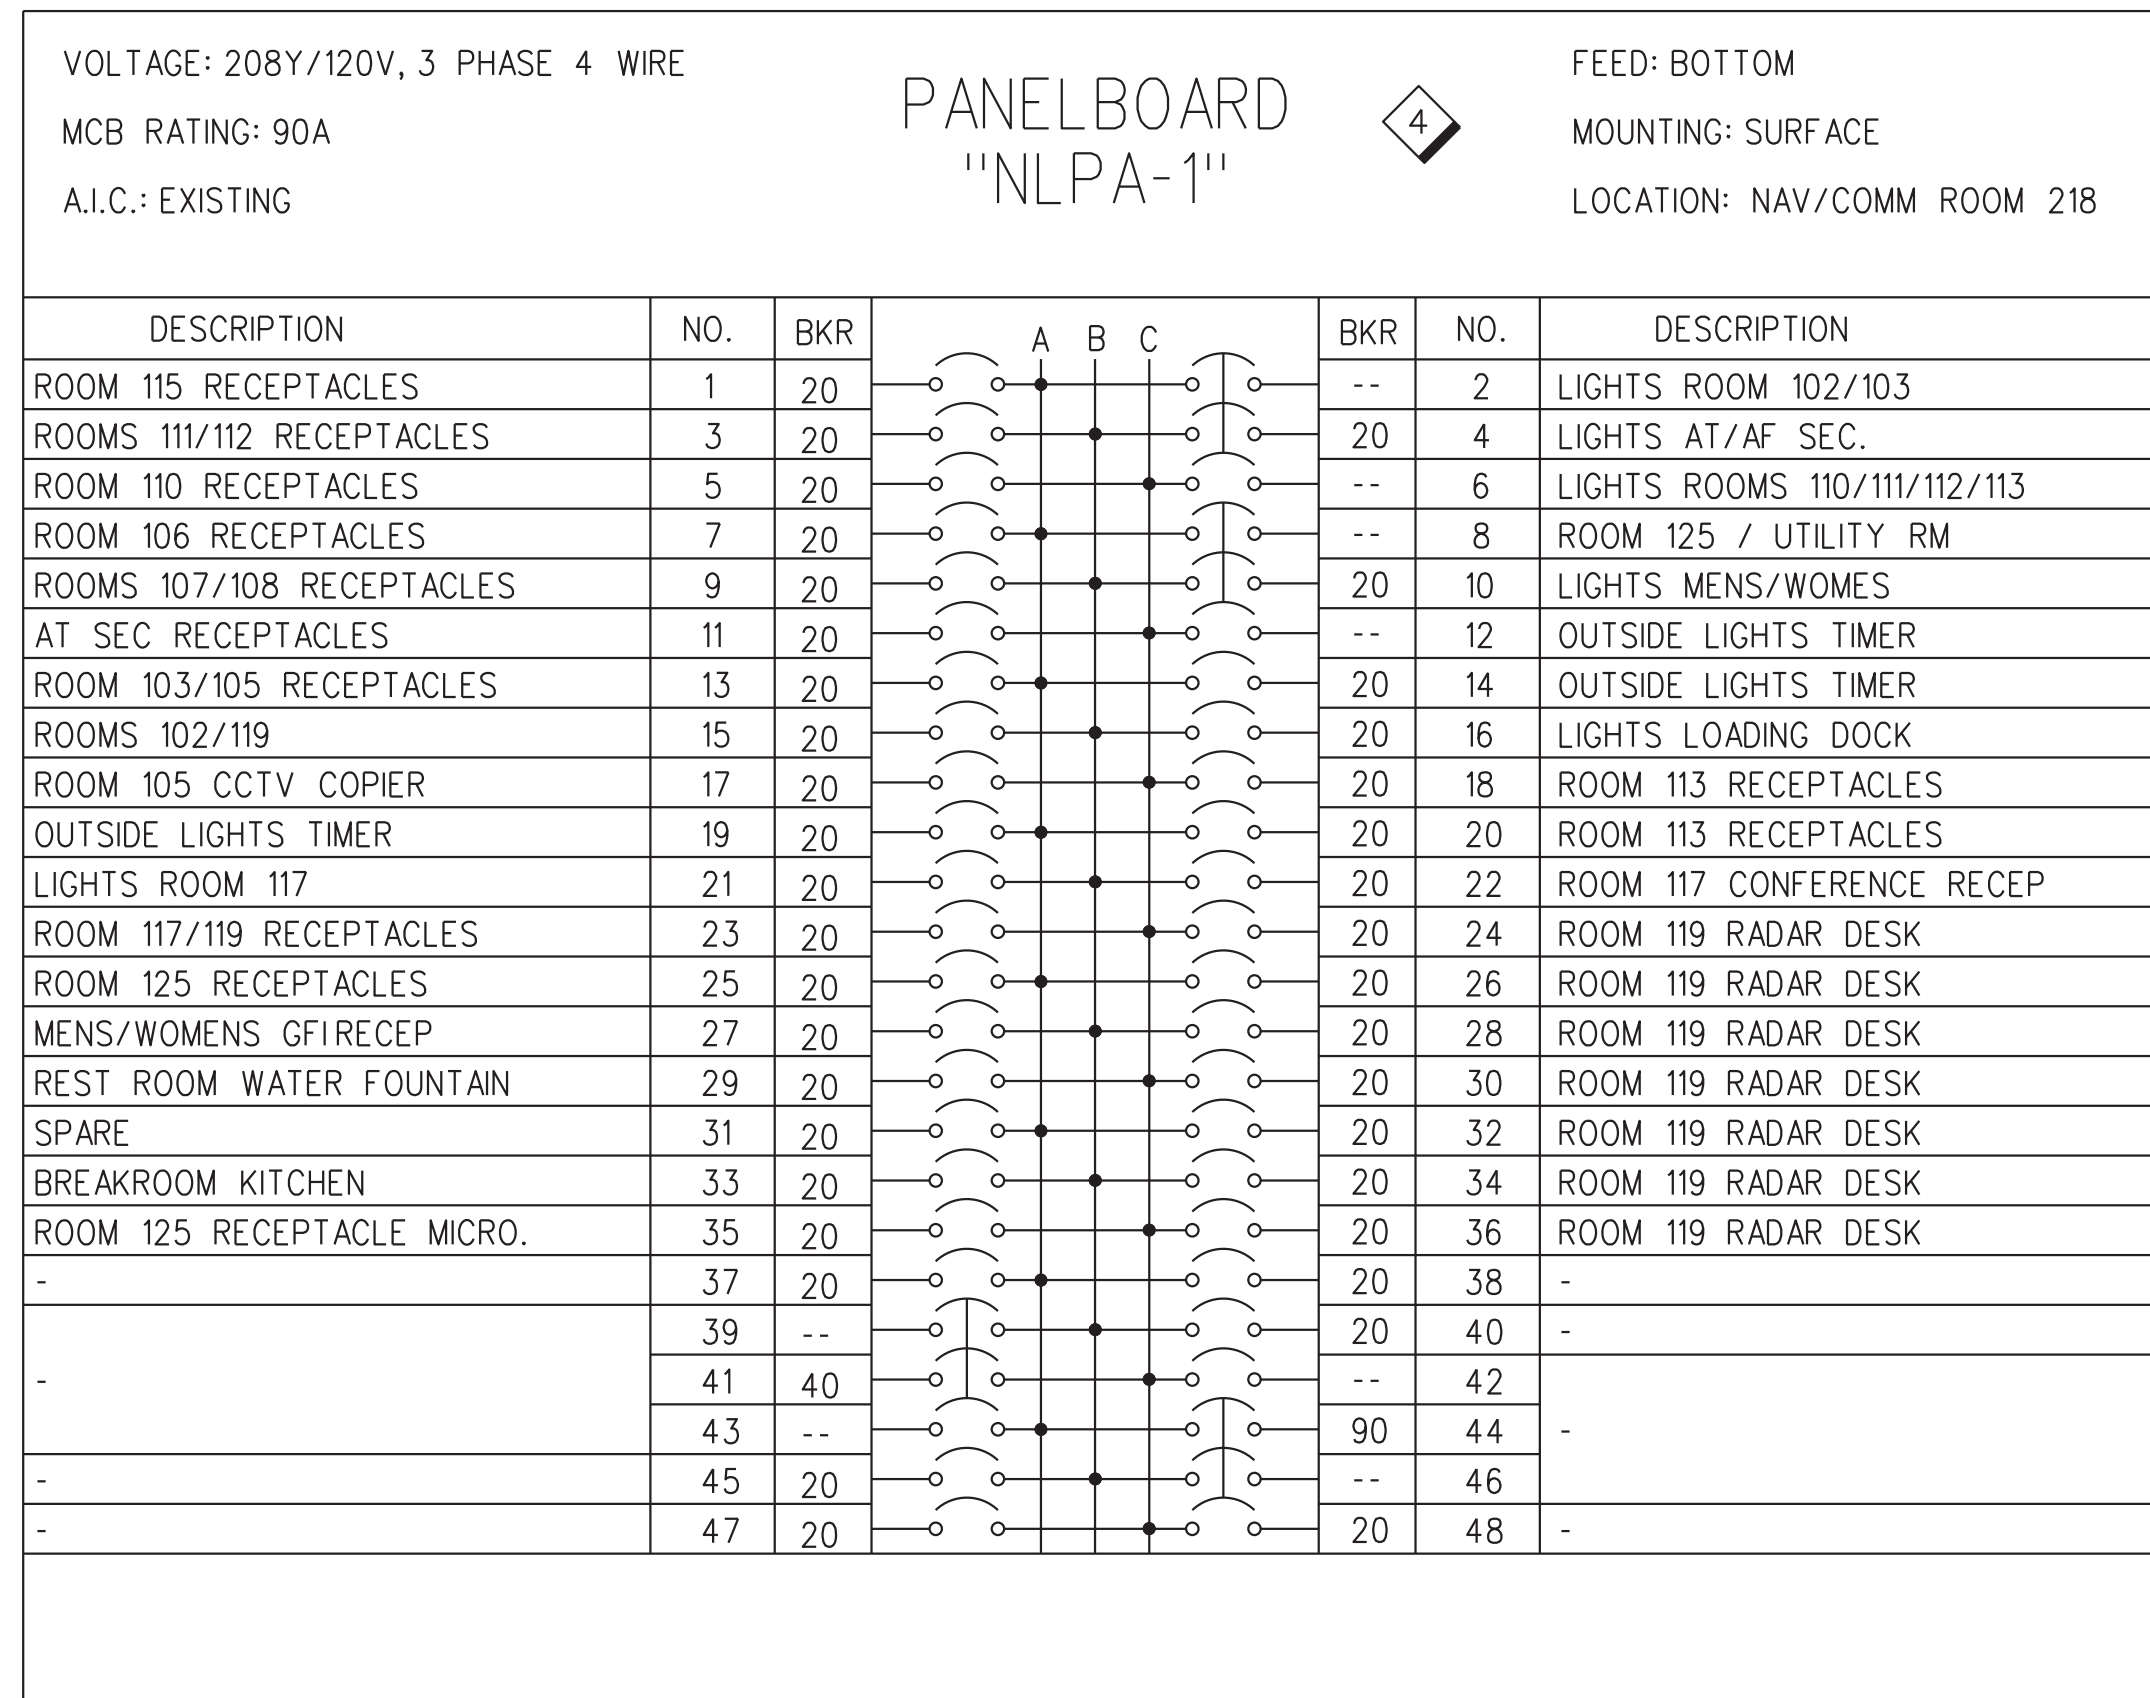 VOLTAGE: 208Y/120V, 3 PHASE 4 WIRE
MCB RATING: 90A
A.I.C.: EXISTING
PANELBOARD
"NLPA-1"
4
FEED: BOTTOM
MOUNTING: SURFACE
LOCATION: NAV/COMM ROOM 218
DESCRIPTION NO. BKR A B C BKR NO. DESCRIPTION
ROOM 115 RECEPTACLES 1 20 -- 2 LIGHTS ROOM 102/103
ROOMS 111/112 RECEPTACLES 3 20 20 4 LIGHTS AT/AF SEC.
ROOM 110 RECEPTACLES 5 20 -- 6 LIGHTS ROOMS 110/111/112/113
ROOM 106 RECEPTACLES 7 20 -- 8 ROOM 125 / UTILITY RM
ROOMS 107/108 RECEPTACLES 9 20 20 10 LIGHTS MENS/WOMES
AT SEC RECEPTACLES 11 20 -- 12 OUTSIDE LIGHTS TIMER
ROOM 103/105 RECEPTACLES 13 20 20 14 OUTSIDE LIGHTS TIMER
ROOMS 102/119 15 20 20 16 LIGHTS LOADING DOCK
ROOM 105 CCTV COPIER 17 20 20 18 ROOM 113 RECEPTACLES
OUTSIDE LIGHTS TIMER 19 20 20 20 ROOM 113 RECEPTACLES
LIGHTS ROOM 117 21 20 20 22 ROOM 117 CONFERENCE RECEP
ROOM 117/119 RECEPTACLES 23 20 20 24 ROOM 119 RADAR DESK
ROOM 125 RECEPTACLES 25 20 20 26 ROOM 119 RADAR DESK
MENS/WOMENS GFI RECEP 27 20 20 28 ROOM 119 RADAR DESK
REST ROOM WATER FOUNTAIN 29 20 20 30 ROOM 119 RADAR DESK
SPARE 31 20 20 32 ROOM 119 RADAR DESK
BREAKROOM KITCHEN 33 20 20 34 ROOM 119 RADAR DESK
ROOM 125 RECEPTACLE MICRO. 35 20 20 36 ROOM 119 RADAR DESK
- 37 20 20 38 -
39 -- 20 40 -
- 41 40 -- 42
43 -- 90 44 -
- 45 20 -- 46
- 47 20 20 48 -